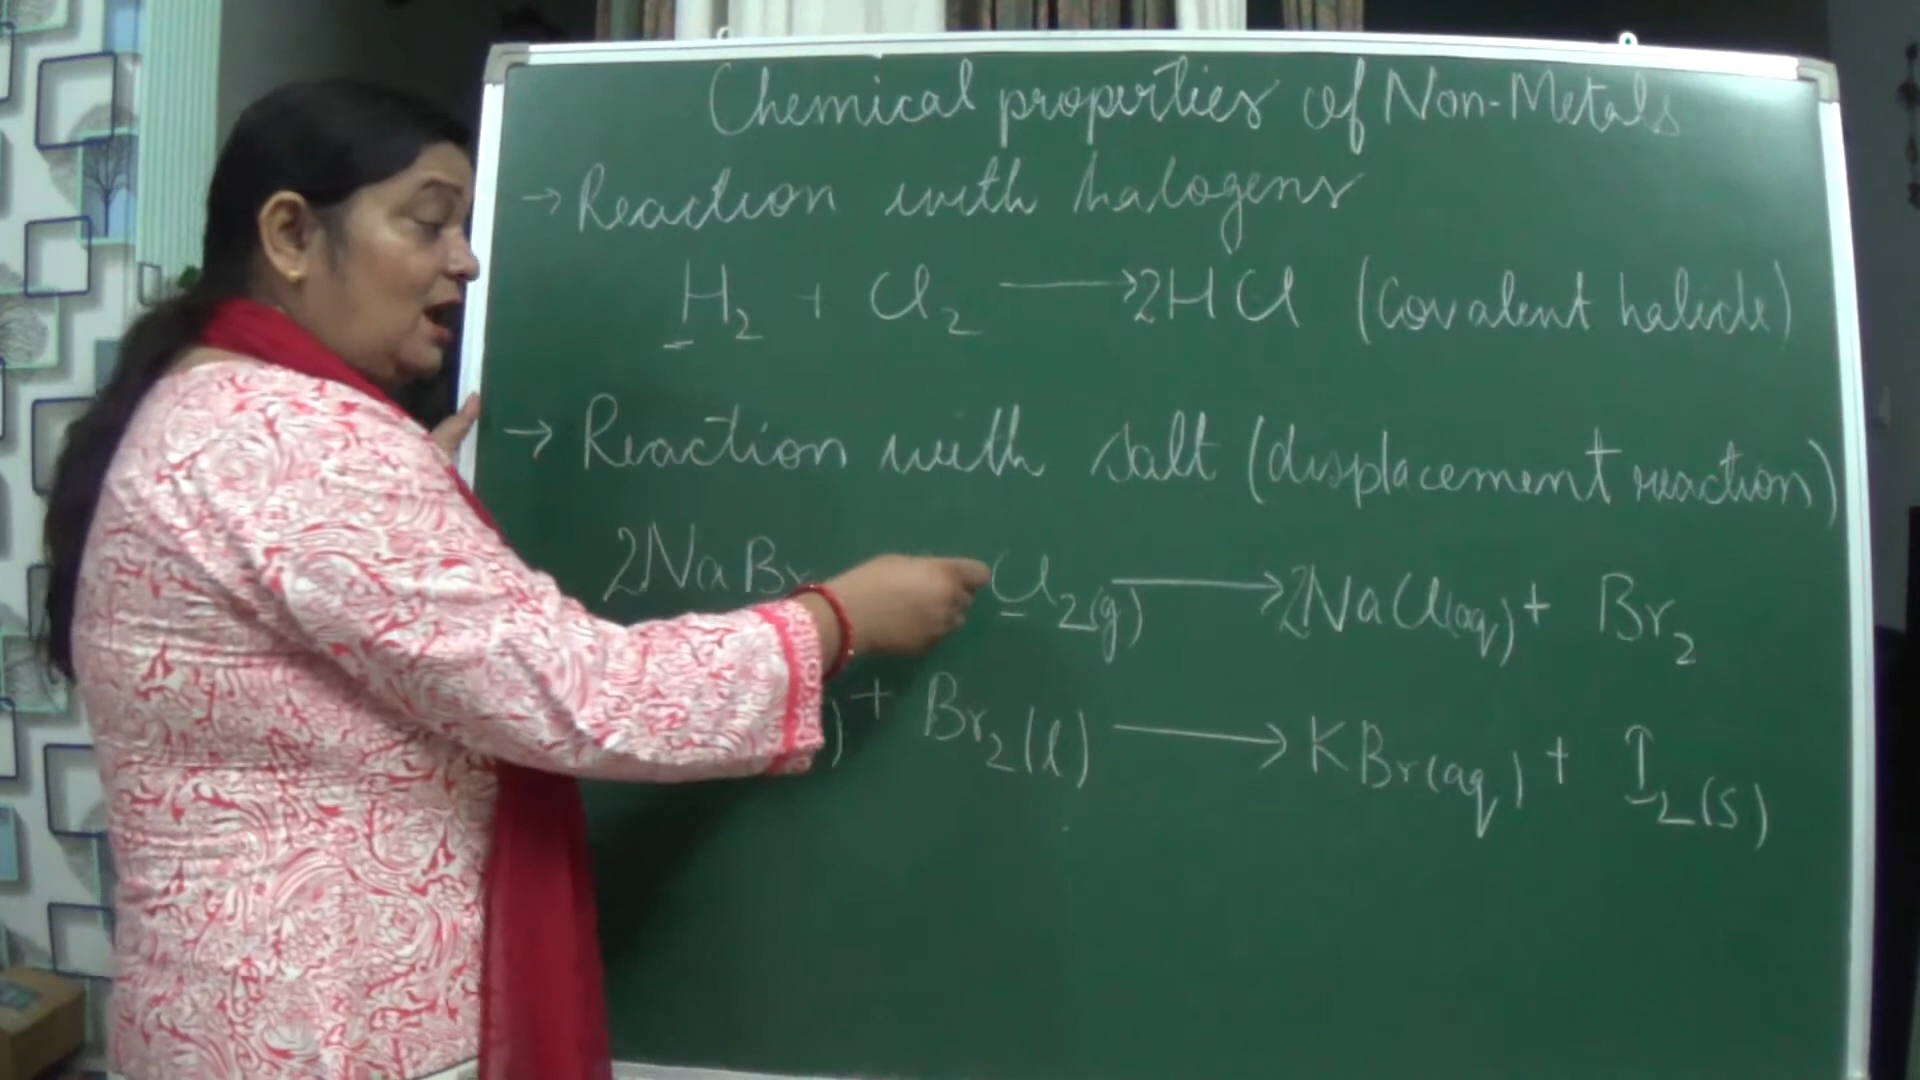 Chemical properties of Non-Metals
→ Reaction with halogens
H₂ + Cl₂ → 2HCl (Covalent halide)
→ Reaction with salt (displacement reaction)
2NaBr Cl₂(g) → 2NaCl(aq) + Br₂
) + Br₂(l) → KBr(aq) + I₂(s)